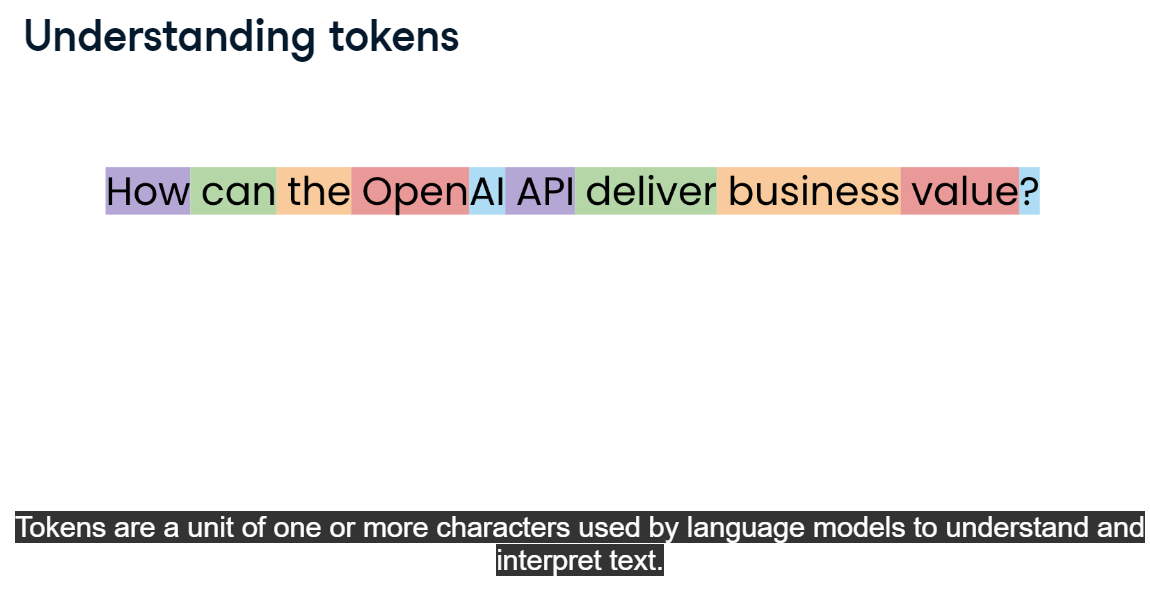 Understanding tokens
How can the OpenAI API deliver business value?
Tokens are a unit of one or more characters used by language models to understand and
interpret text.